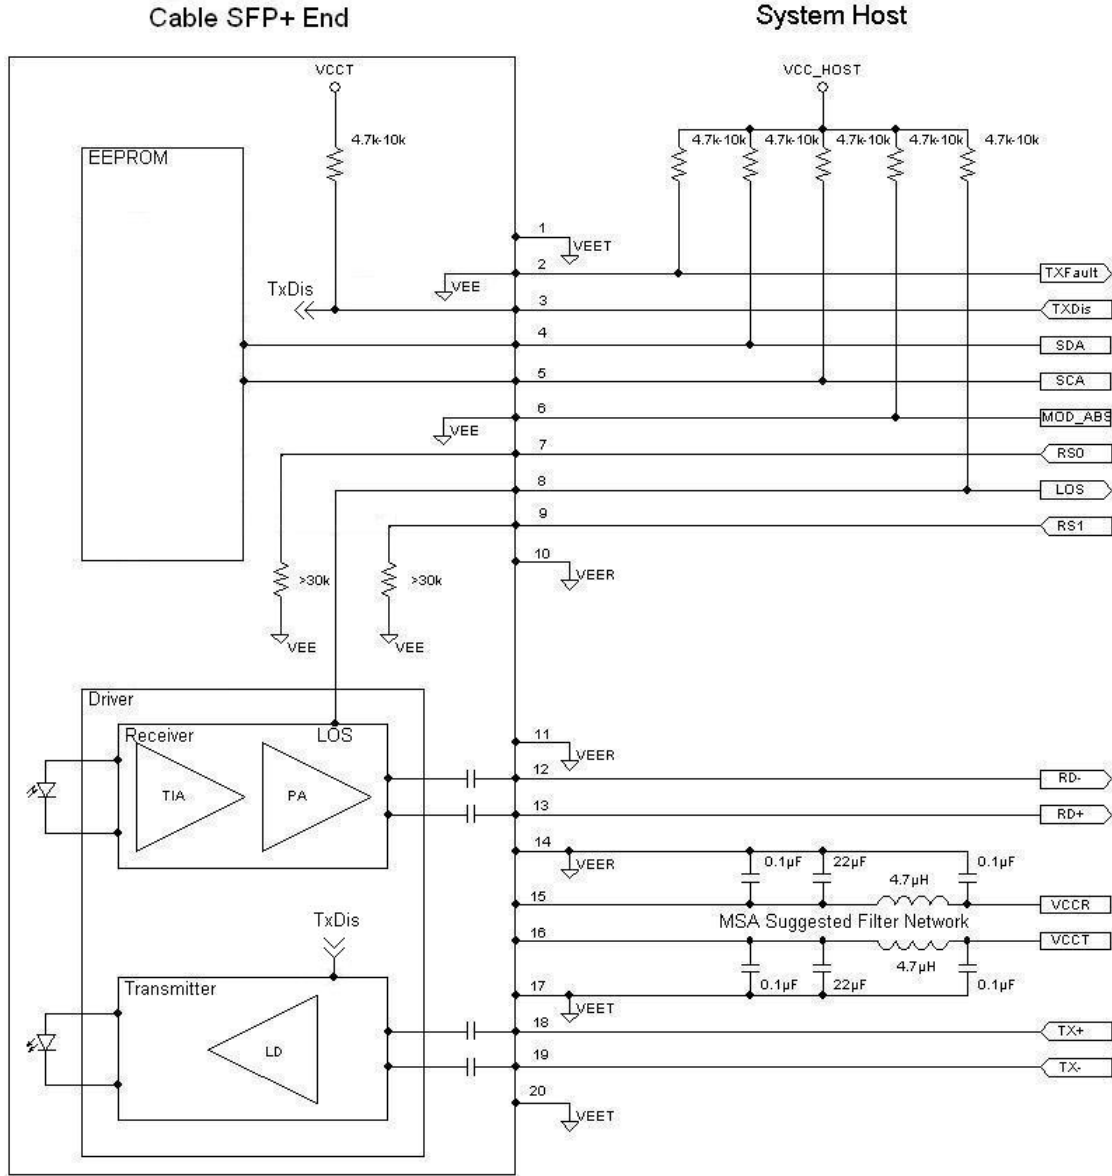 Cable SFP+ End
System Host
VCCT
VCC_HOST
4.7k-10k
4.7k-10k
4.7k-10k
4.7k-10k
4.7k-10k
4.7k-10k
EEPROM
1
VEET
2
VEE
TXFault
TxDis
3
TXDis
4
SDA
5
SCA
6
VEE
MOD_ABS
7
RS0
8
LOS
9
RS1
10
VEER
>30k
>30k
VEE
VEE
Driver
Receiver
LOS
TIA
PA
11
VEER
12
RD-
13
RD+
14
VEER
0.1µF
22µF
0.1µF
4.7µH
15
VCCR
MSA Suggested Filter Network
16
VCCT
4.7µH
0.1µF
22µF
0.1µF
17
VEET
TxDis
Transmitter
LD
18
TX+
19
TX-
20
VEET